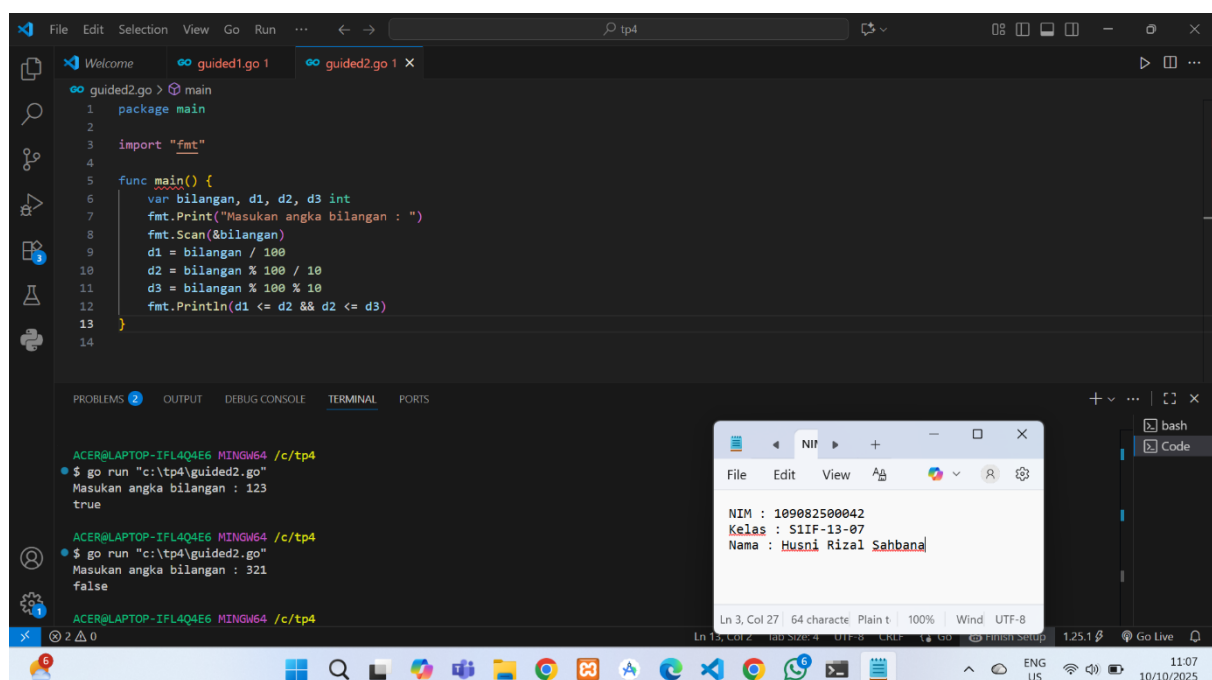 File Edit Selection View Go Run ··· ← → tp4
Welcome guided1.go 1 guided2.go 1 ×
guided2.go > main
1 package main
2
3 import "fmt"
4
5 func main() {
6 var bilangan, d1, d2, d3 int
7 fmt.Print("Masukan angka bilangan : ")
8 fmt.Scan(&bilangan)
9 d1 = bilangan / 100
10 d2 = bilangan % 100 / 10
11 d3 = bilangan % 100 % 10
12 fmt.Println(d1 <= d2 && d2 <= d3)
13 }
14
PROBLEMS 2 OUTPUT DEBUG CONSOLE TERMINAL PORTS
bash
Code
ACER@LAPTOP-IFL4Q4E6 MINGW64 /c/tp4
$ go run "c:\tp4\guided2.go"
Masukan angka bilangan : 123
true
ACER@LAPTOP-IFL4Q4E6 MINGW64 /c/tp4
$ go run "c:\tp4\guided2.go"
Masukan angka bilangan : 321
false
ACER@LAPTOP-IFL4Q4E6 MINGW64 /c/tp4
NIM
File Edit View
NIM : 109082500042
Kelas : S1IF-13-07
Nama : Husni Rizal Sahbana
Ln 3, Col 27 64 characte Plain t 100% Wind UTF-8
3
1
2 0 Ln 13, Col 2 Tab Size: 4 UTF-8 CRLF Go Finish Setup 1.25.1 Go Live
6
ENG
US
11:07
10/10/2025